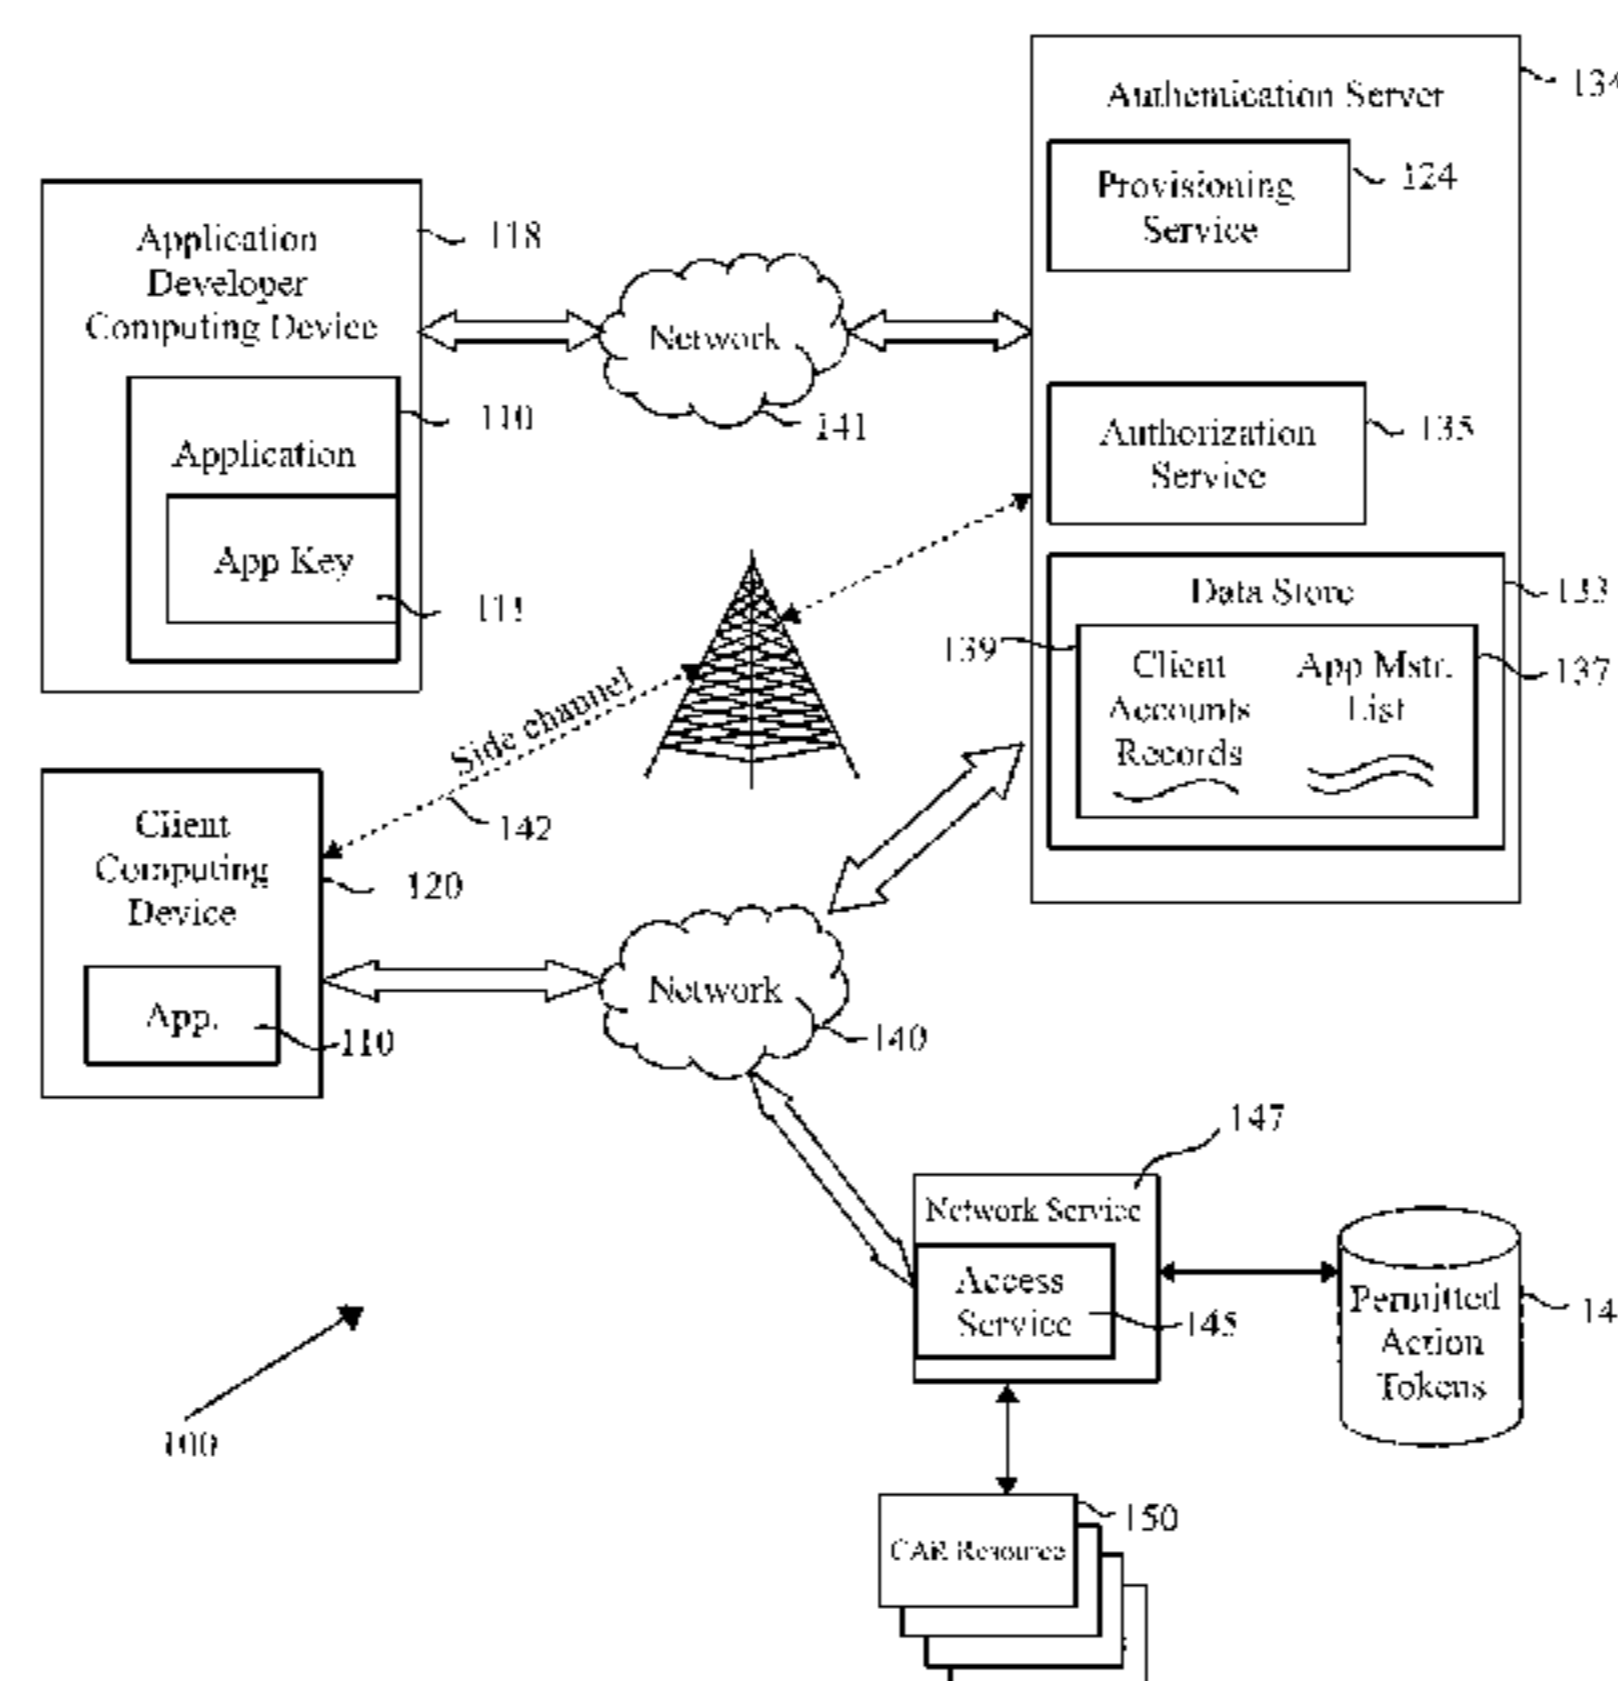 Authentication Server
134
Provisioning
Service
124
Application
Developer
Computing Device
118
Network
141
Application
110
App Key
Authorization
Service
135
Data Store
133
139
Client
Accounts
Records
App Mstr.
List
137
Side channel
142
Client
Computing
Device
120
App.
110
Network
140
147
Network Service
Access
Service
145
Permitted
Action
Tokens
14
100
150
CAR Resource